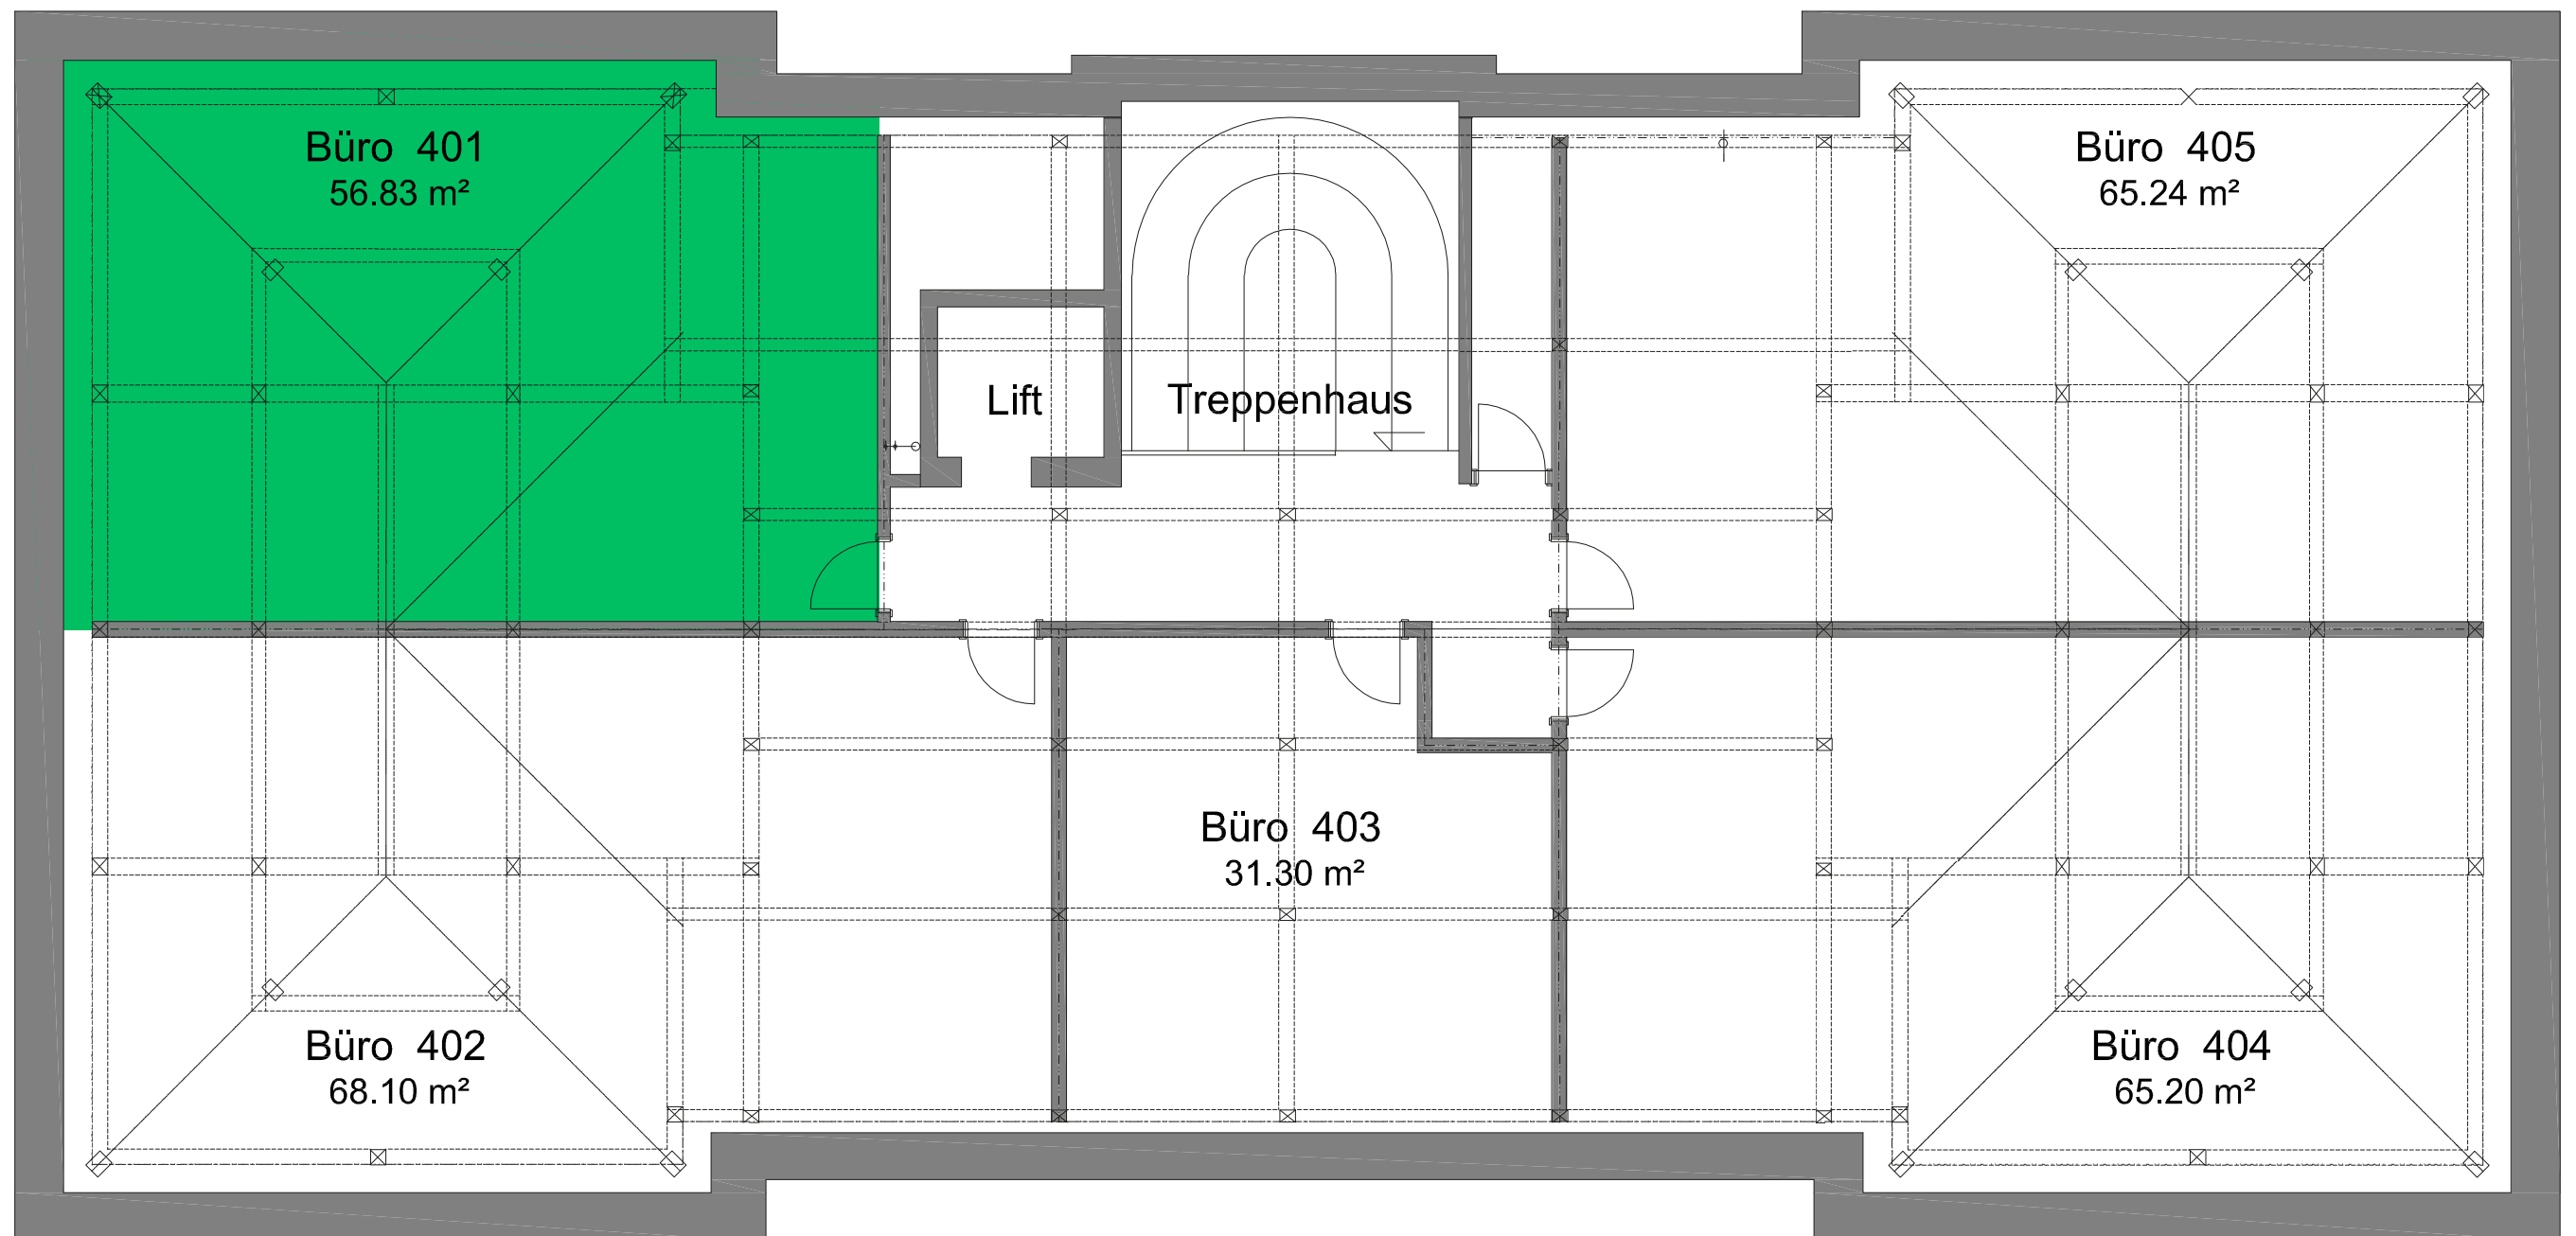 Büro 401
56.83 m²
Büro 405
65.24 m²
Lift
Treppenhaus
Büro 403
31.30 m²
Büro 402
68.10 m²
Büro 404
65.20 m²